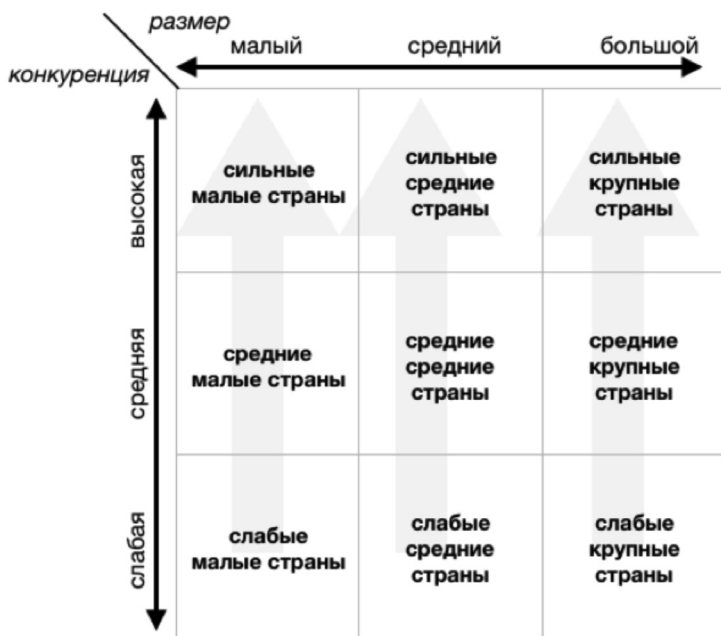 размер
малый средний большой
конкуренция
высокая
сильные
малые страны
сильные
средние
страны
сильные
крупные
страны
средняя
средние
малые страны
средние
средние
страны
средние
крупные
страны
слабая
слабые
малые страны
слабые
средние
страны
слабые
крупные
страны